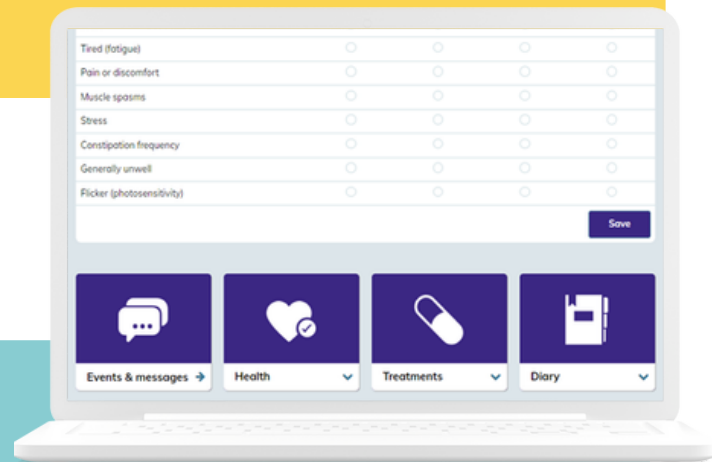 Tired (fatigue)
Pain or discomfort
Muscle spasms
Stress
Constipation frequency
Generally unwell
Flicker (photosensitivity)
Save
Events & messages
Health
Treatments
Diary